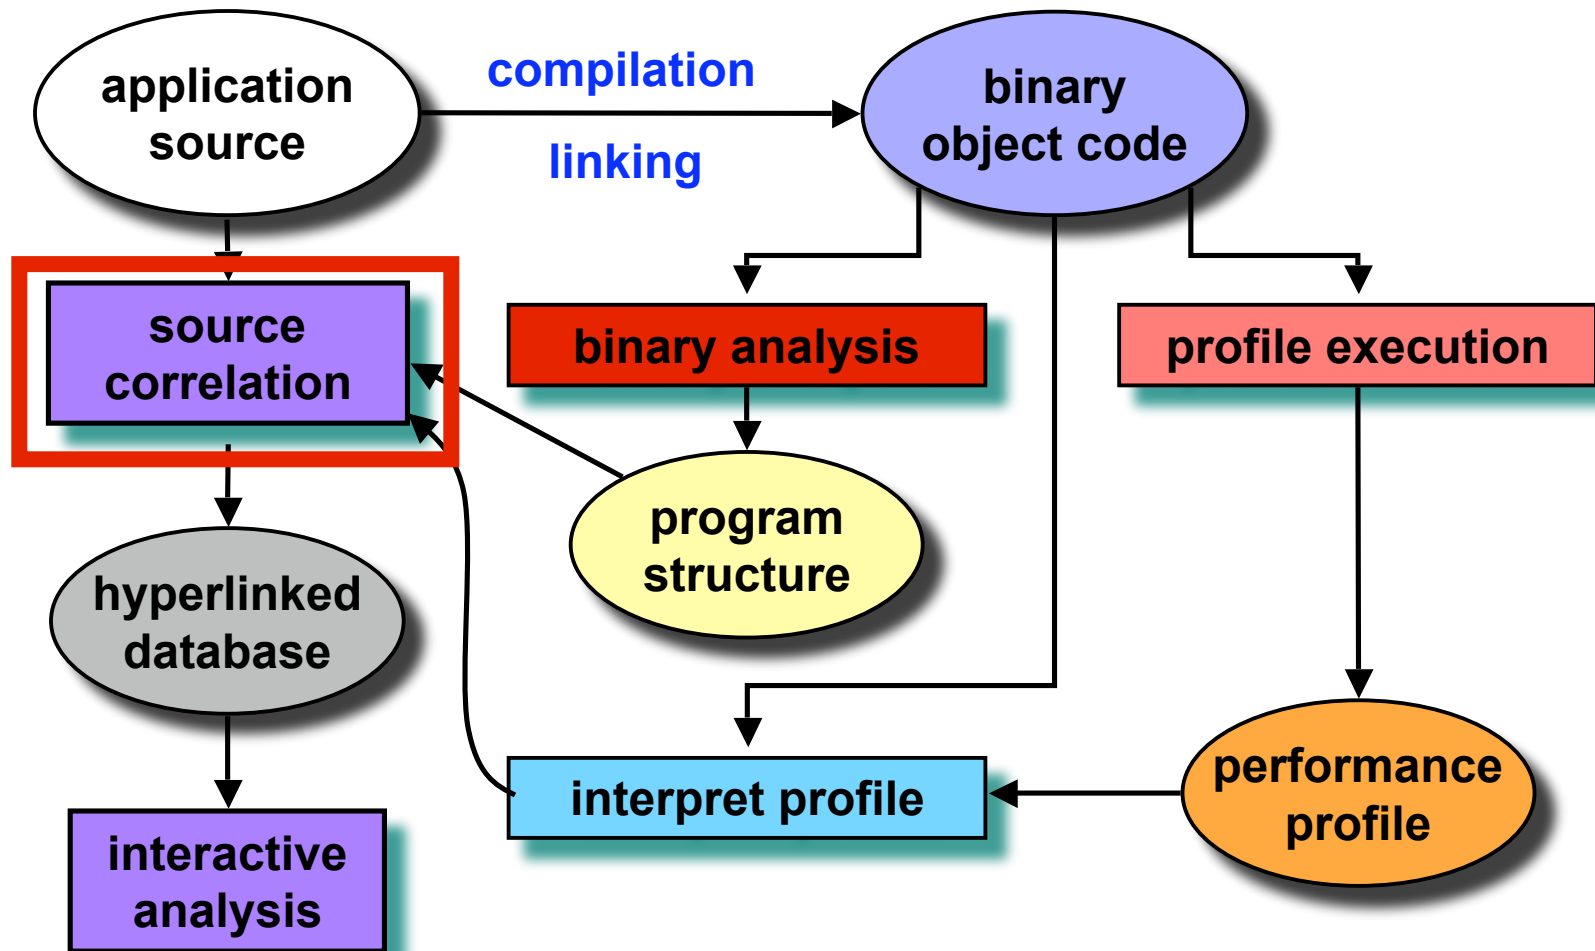 application
source
compilation
linking
binary
object code
source
correlation
binary analysis
profile execution
program
structure
hyperlinked
database
interpret profile
performance
profile
interactive
analysis